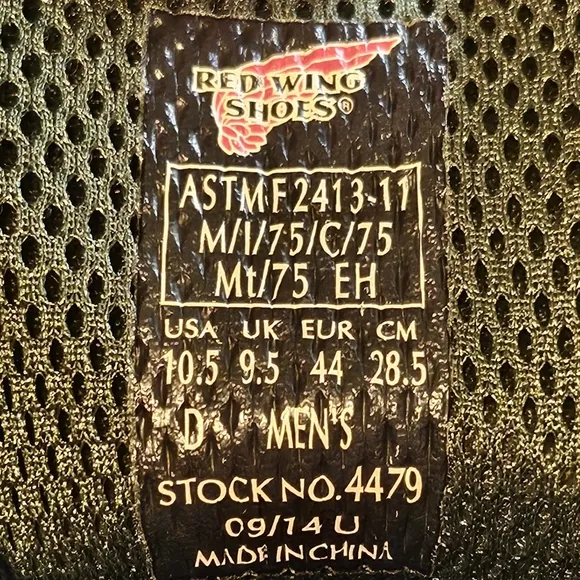 RED WING
SHOES®
ASTM F 2413-11
M/I/75/C/75
Mt/75 EH
USA UK EUR CM
10.5 9.5 44 28.5
D MEN'S
STOCK NO. 4479
09/14 U
MADE IN CHINA